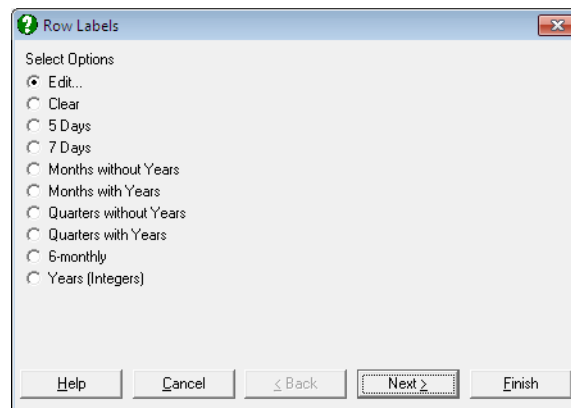 Row Labels
Select Options
Edit...
Clear
5 Days
7 Days
Months without Years
Months with Years
Quarters without Years
Quarters with Years
6-monthly
Years (Integers)
Help Cancel < Back Next > Finish